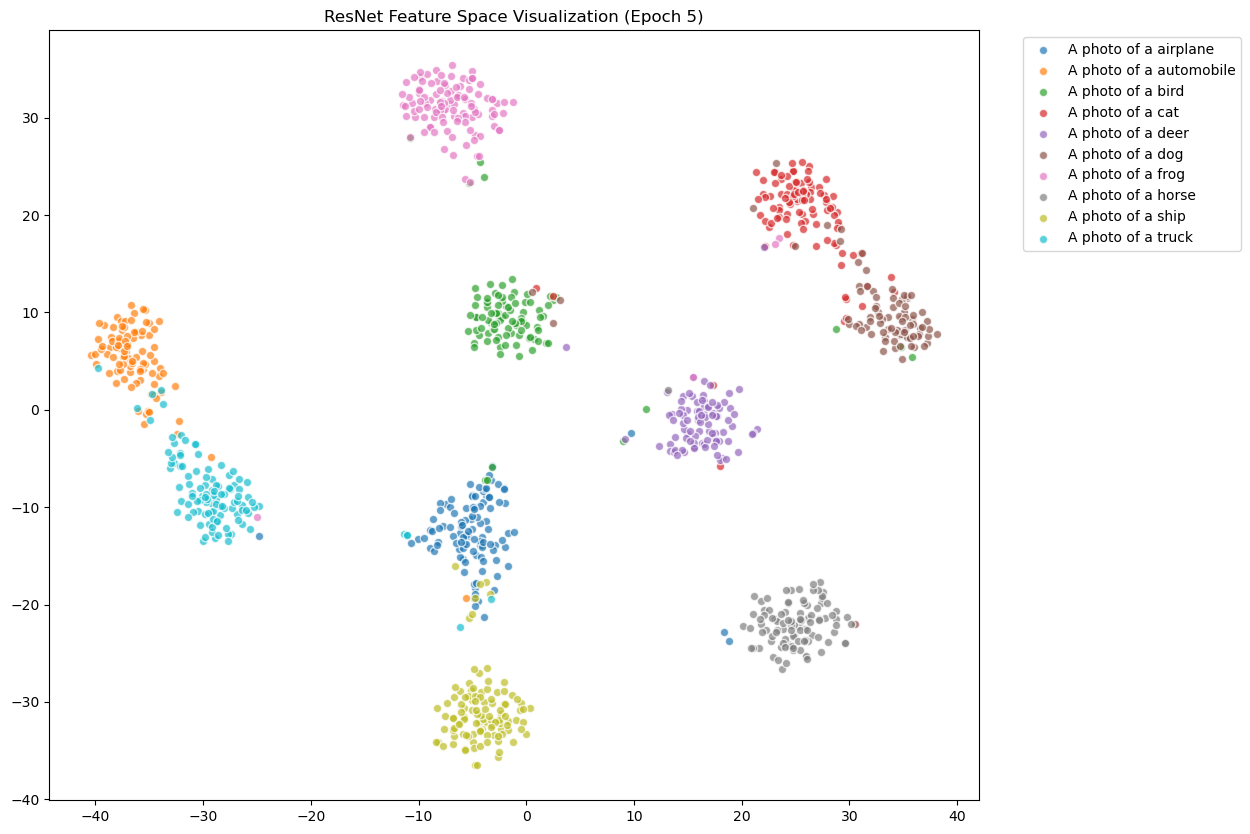 ResNet Feature Space Visualization (Epoch 5)
A photo of a airplane
A photo of a automobile
A photo of a bird
A photo of a cat
A photo of a deer
A photo of a dog
A photo of a frog
A photo of a horse
A photo of a ship
A photo of a truck
30
20
10
0
−10
−20
−30
−40
−40 −30 −20 −10 0 10 20 30 40